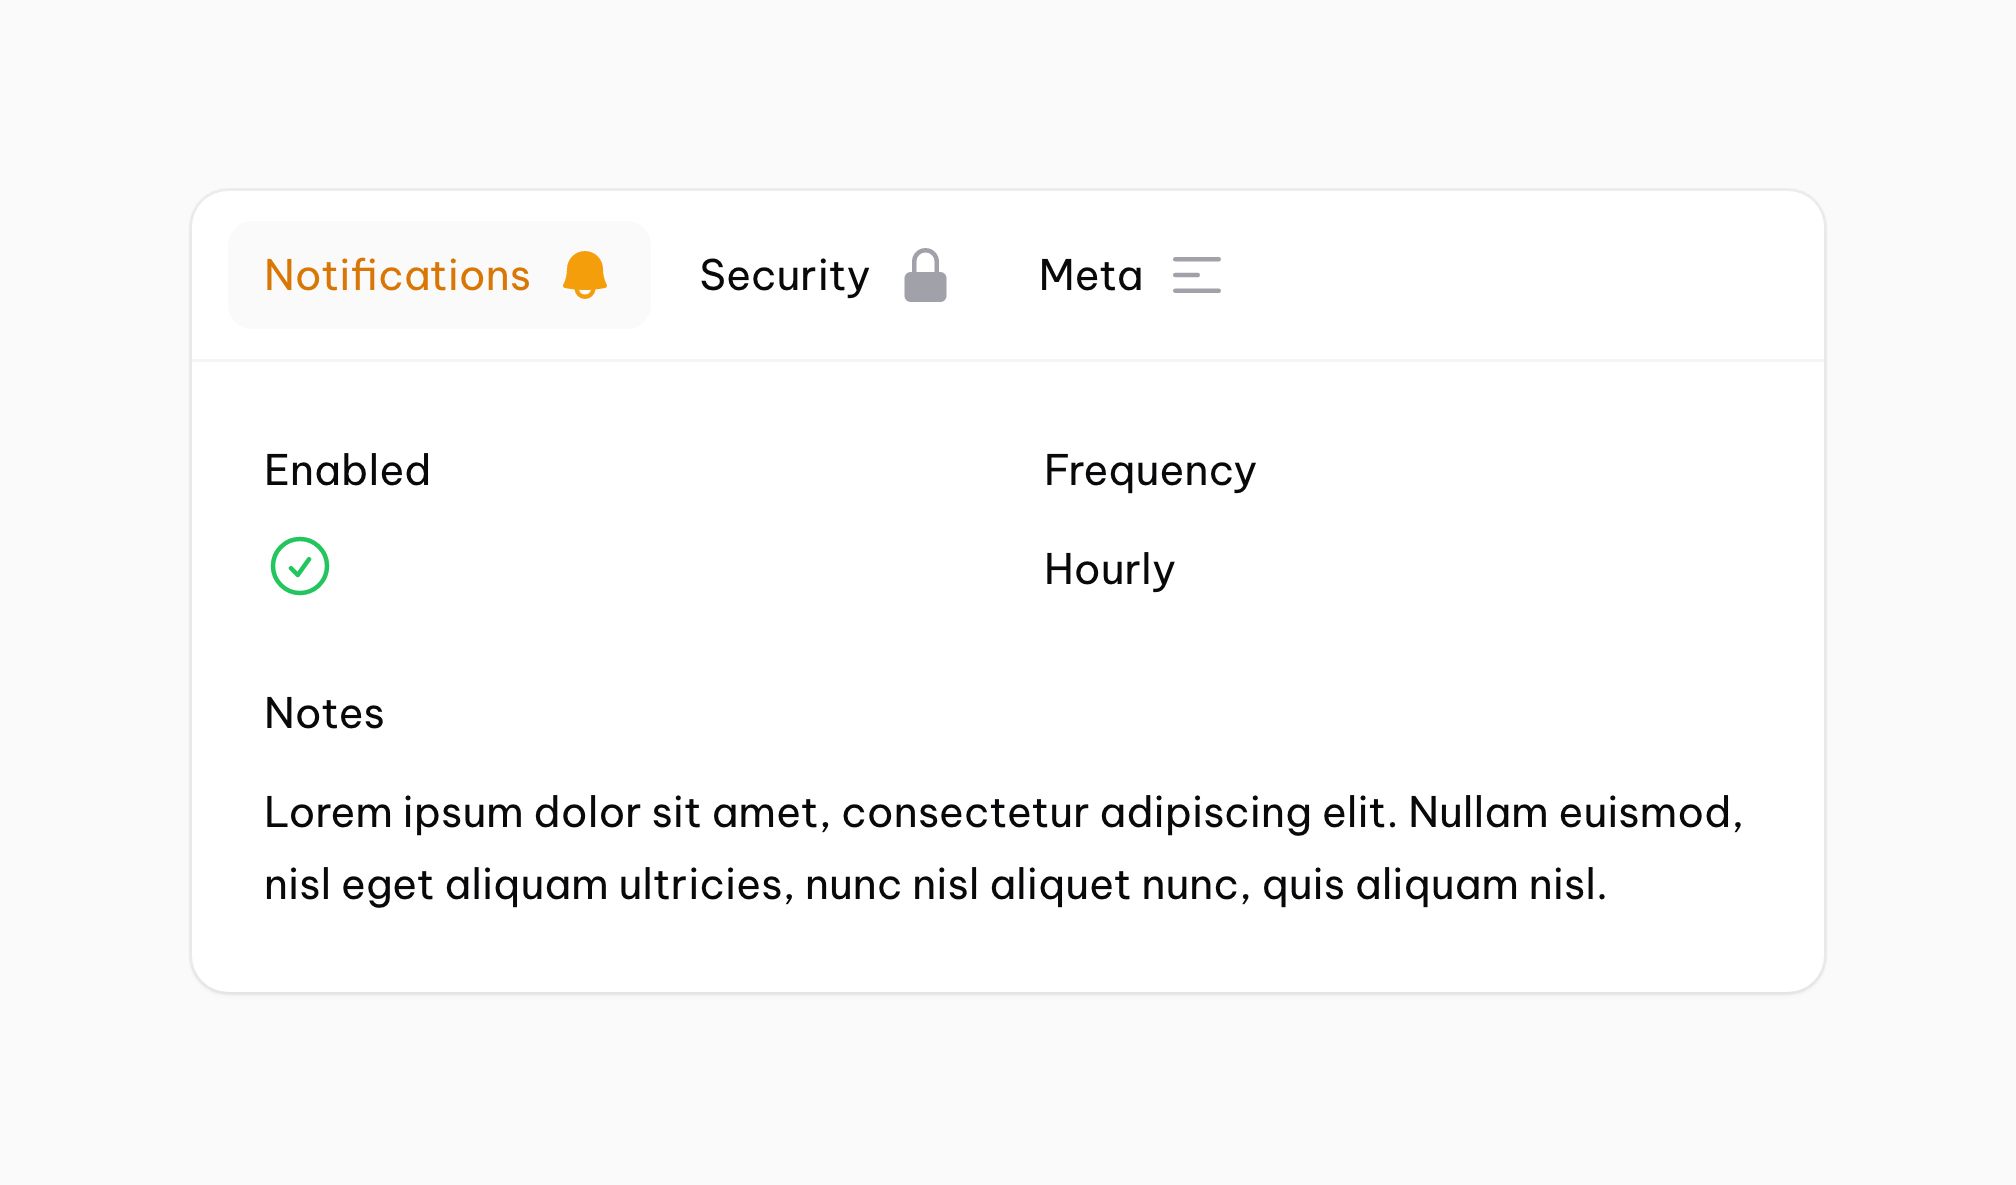 Notifications
Security
Meta
Enabled
Frequency
Hourly
Notes
Lorem ipsum dolor sit amet, consectetur adipiscing elit. Nullam euismod,
nisl eget aliquam ultricies, nunc nisl aliquet nunc, quis aliquam nisl.